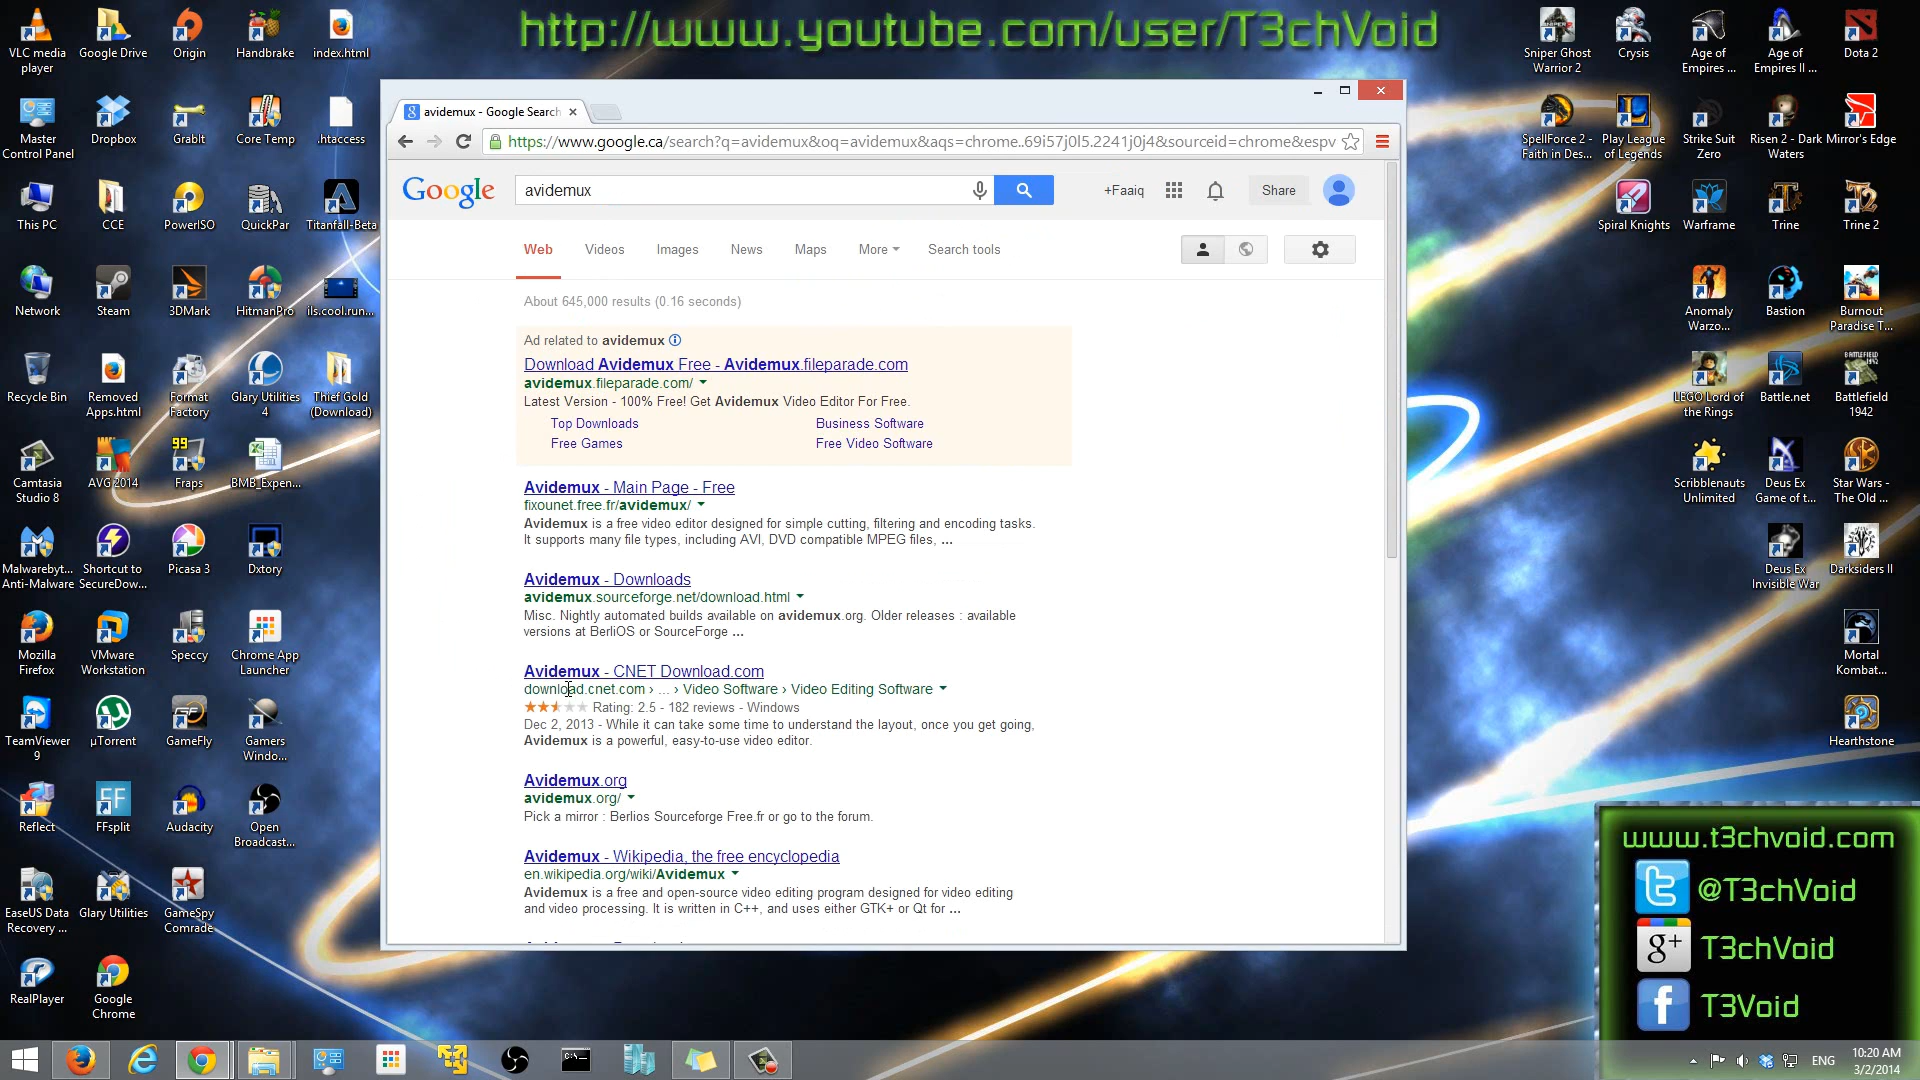 http://www.youtube.com/user/T3chVoid
VLC media player
Google Drive
Origin
Handbrake
index.html
Master Control Panel
Dropbox
GrabIt
Core Temp
.htaccess
This PC
CCE
PowerISO
QuickPar
Titanfall-Beta
Network
Steam
3DMark
HitmanPro
ils.cool.run...
Recycle Bin
Removed Apps.html
Format Factory
Glary Utilities 4
Thief Gold (Download)
Camtasia Studio 8
AVG 2014
99
Fraps
BMB_Expen...
Malwarebyt... Anti-Malware
Shortcut to SecureDow...
Picasa 3
Dxtory
Mozilla Firefox
VMware Workstation
Speccy
Chrome App Launcher
TeamViewer 9
µTorrent
GameFly
Gamers Windo...
Reflect
FFsplit
Audacity
Open Broadcast...
EaseUS Data Recovery ...
Glary Utilities
GameSpy Comrade
RealPlayer
Google Chrome
avidemux - Google Search
https://www.google.ca/search?q=avidemux&oq=avidemux&aqs=chrome..69i57j0l5.2241j0j4&sourceid=chrome&espv
Google
avidemux
+Faaiq
Share
Web
Videos
Images
News
Maps
More
Search tools
About 645,000 results (0.16 seconds)
Ad related to avidemux
Download Avidemux Free - Avidemux.fileparade.com
avidemux.fileparade.com/
Latest Version - 100% Free! Get Avidemux Video Editor For Free.
Top Downloads
Business Software
Free Games
Free Video Software
Avidemux - Main Page - Free
fixounet.free.fr/avidemux/
Avidemux is a free video editor designed for simple cutting, filtering and encoding tasks.
It supports many file types, including AVI, DVD compatible MPEG files, ...
Avidemux - Downloads
avidemux.sourceforge.net/download.html
Misc. Nightly automated builds available on avidemux.org. Older releases : available
versions at BerliOS or SourceForge ...
Avidemux - CNET Download.com
download.cnet.com › ... › Video Software › Video Editing Software
Rating: 2.5 - 182 reviews - Windows
Dec 2, 2013 - While it can take some time to understand the layout, once you get going,
Avidemux is a powerful, easy-to-use video editor.
Avidemux.org
avidemux.org/
Pick a mirror : Berlios Sourceforge Free.fr or go to the forum.
Avidemux - Wikipedia, the free encyclopedia
en.wikipedia.org/wiki/Avidemux
Avidemux is a free and open-source video editing program designed for video editing
and video processing. It is written in C++, and uses either GTK+ or Qt for ...
Sniper Ghost Warrior 2
Crysis
Age of Empires ...
Age of Empires II ...
Dota 2
SpellForce 2 - Faith in Des...
Play League of Legends
Strike Suit Zero
Risen 2 - Dark Waters
Mirror's Edge
Spiral Knights
Warframe
Trine
Trine 2
Anomaly Warzo...
Bastion
Burnout Paradise T...
LEGO Lord of the Rings
Battle.net
Battlefield 1942
Scribblenauts Unlimited
Deus Ex Game of t...
Star Wars - The Old ...
Deus Ex Invisible War
Darksiders II
Mortal Kombat...
Hearthstone
www.t3chvoid.com
@T3chVoid
T3chVoid
T3Void
ENG
10:20 AM
3/2/2014